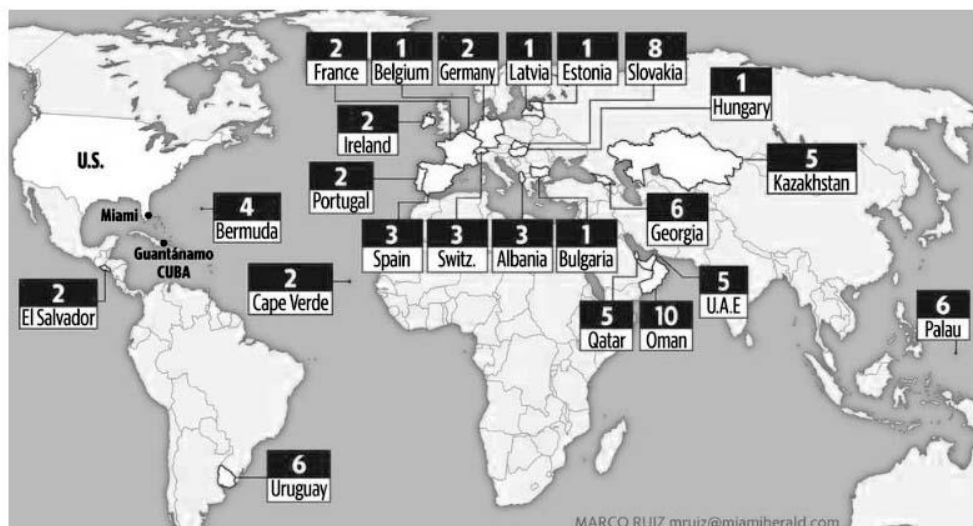 2
France
1
Belgium
2
Germany
1
Latvia
1
Estonia
8
Slovakia
1
Hungary
2
Ireland
U.S.
5
Kazakhstan
2
Portugal
Miami
4
Bermuda
6
Georgia
3
Spain
3
Switz.
3
Albania
1
Bulgaria
Guantánamo
CUBA
2
El Salvador
2
Cape Verde
5
U.A.E
5
Qatar
10
Oman
6
Palau
6
Uruguay
MARCO RUIZ mruiz@miamiherald.com